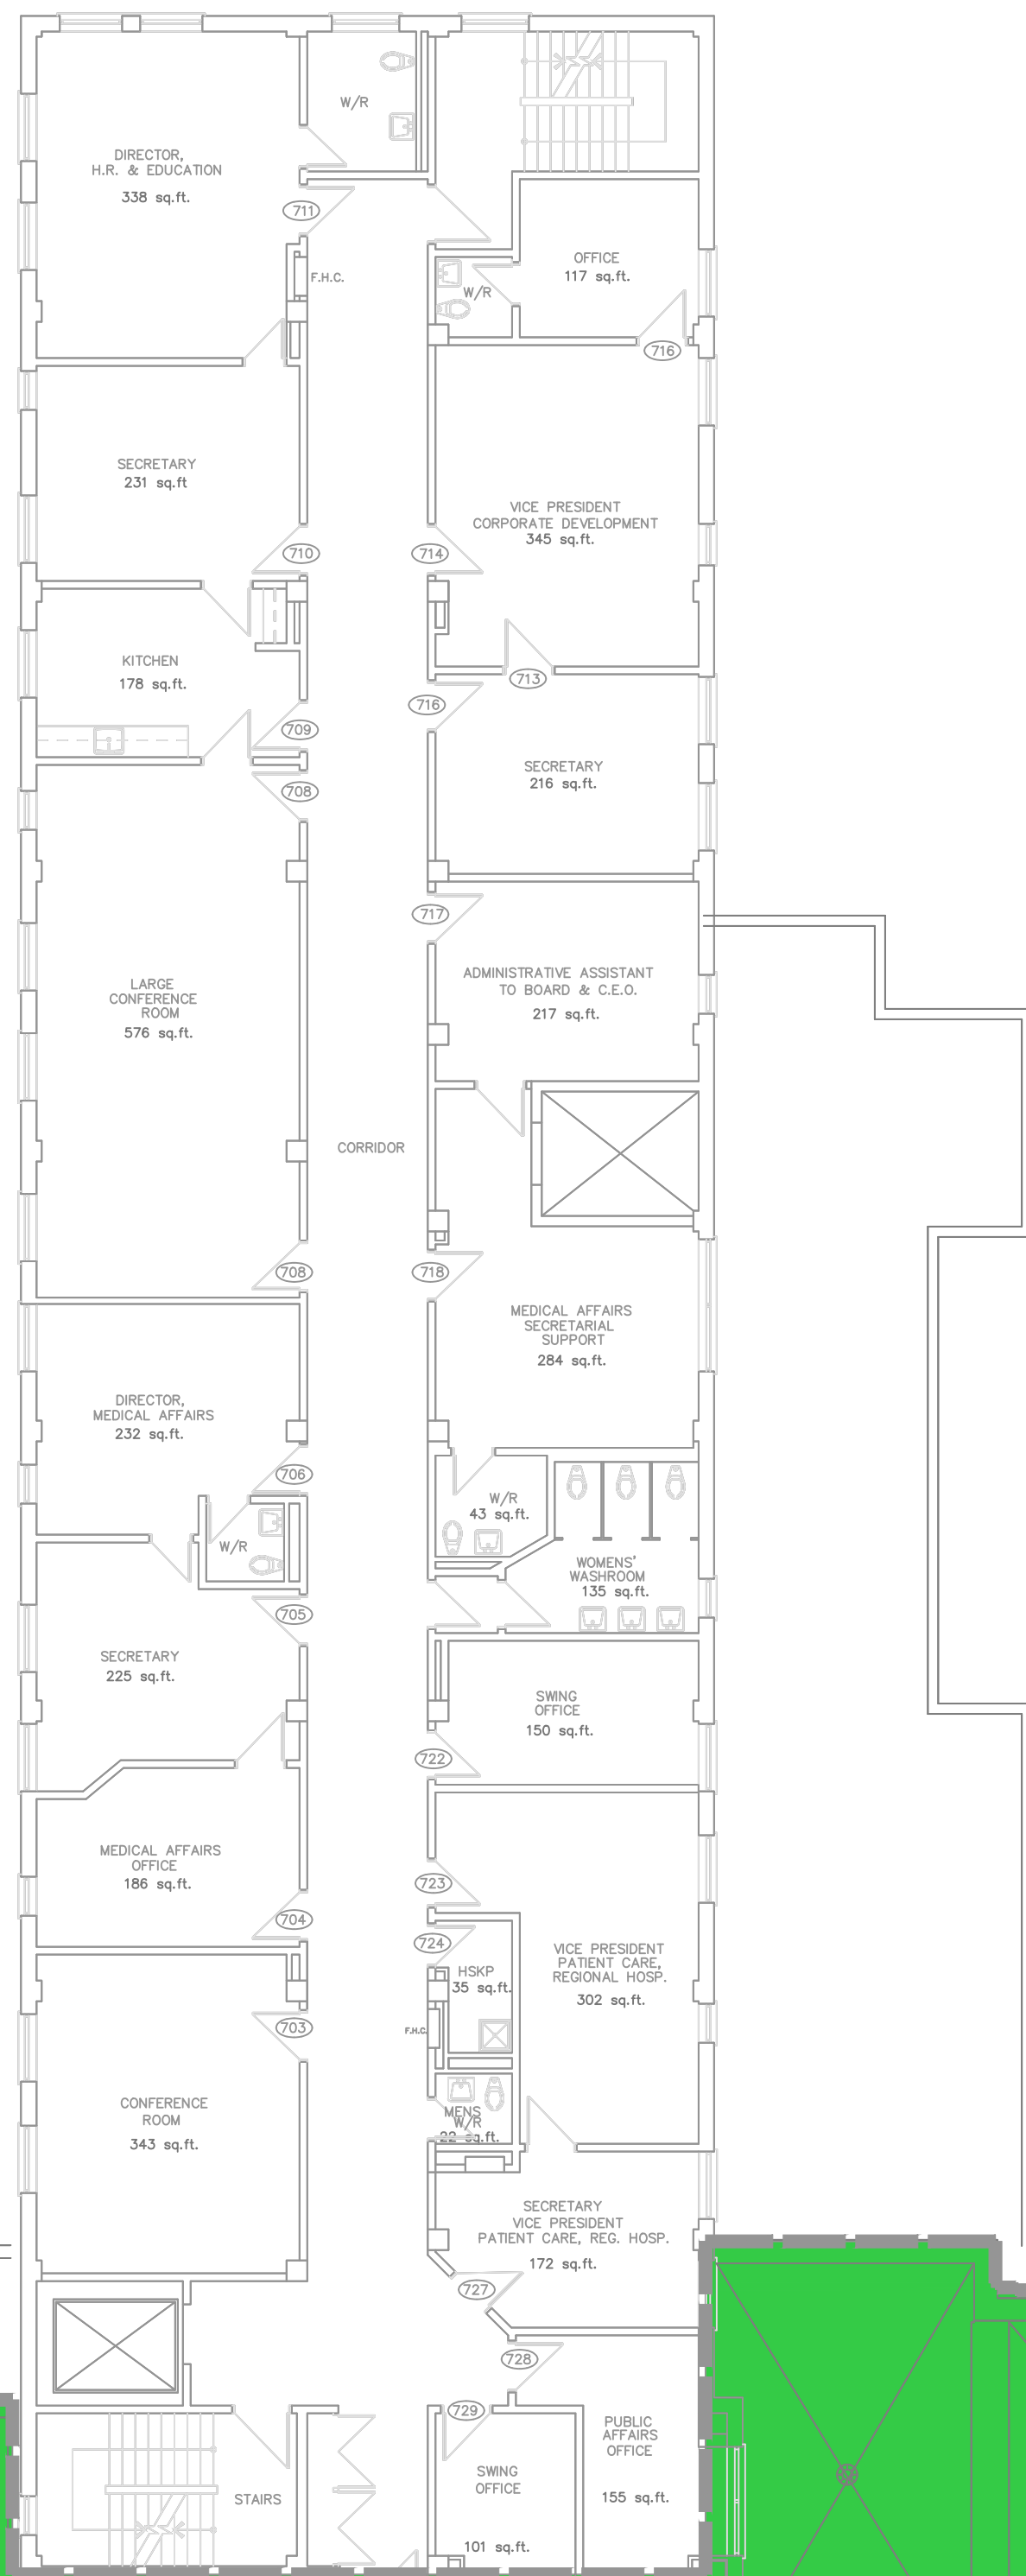 W/R
DIRECTOR,
H.R. & EDUCATION
338 sq.ft.
711
F.H.C.
OFFICE
117 sq.ft.
W/R
716
SECRETARY
231 sq.ft
VICE PRESIDENT
CORPORATE DEVELOPMENT
345 sq.ft.
710
714
KITCHEN
178 sq.ft.
713
716
709
SECRETARY
216 sq.ft.
708
717
ADMINISTRATIVE ASSISTANT
TO BOARD & C.E.O.
217 sq.ft.
LARGE
CONFERENCE
ROOM
576 sq.ft.
CORRIDOR
708
718
MEDICAL AFFAIRS
SECRETARIAL
SUPPORT
284 sq.ft.
DIRECTOR,
MEDICAL AFFAIRS
232 sq.ft.
706
W/R
43 sq.ft.
W/R
WOMENS'
WASHROOM
135 sq.ft.
705
SECRETARY
225 sq.ft.
SWING
OFFICE
150 sq.ft.
722
MEDICAL AFFAIRS
OFFICE
186 sq.ft.
723
704
724
HSKP
35 sq.ft.
VICE PRESIDENT
PATIENT CARE,
REGIONAL HOSP.
302 sq.ft.
703
F.H.C.
CONFERENCE
ROOM
343 sq.ft.
MENS
W/R
22 sq.ft.
SECRETARY
VICE PRESIDENT
PATIENT CARE, REG. HOSP.
172 sq.ft.
727
728
729
PUBLIC
AFFAIRS
OFFICE
155 sq.ft.
STAIRS
SWING
OFFICE
101 sq.ft.